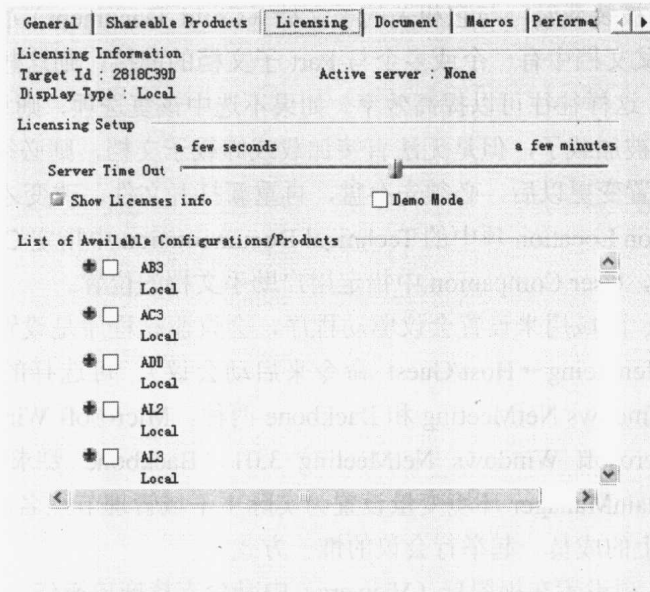 General Shareable Products Licensing Document Macros
Licensing Information
Target Id : 2818C39D Active server : None
Display Type : Local
Licensing Setup
a few seconds a few minutes
Server Time Out
Show Licenses info Demo Mode
List of Available Configurations/Products
AB3
Local
AC3
Local
ADD
Local
AL2
Local
AL3
Local